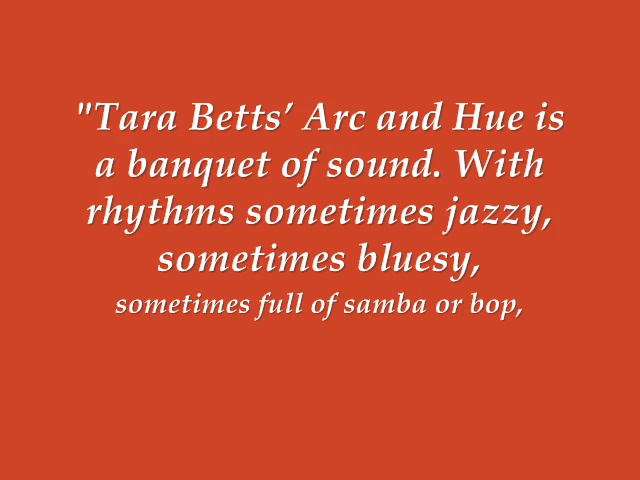 "Tara Betts’ Arc and Hue is
a banquet of sound. With
rhythms sometimes jazzy,
sometimes bluesy,
sometimes full of samba or bop,